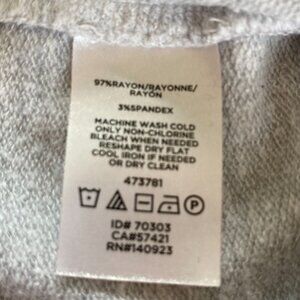 97%RAYON/RAYONNE/
RAYÓN
3%SPANDEX
MACHINE WASH COLD
ONLY NON-CHLORINE
BLEACH WHEN NEEDED
RESHAPE DRY FLAT
COOL IRON IF NEEDED
OR DRY CLEAN
473781
P
ID# 70303
CA#57421
RN#140923